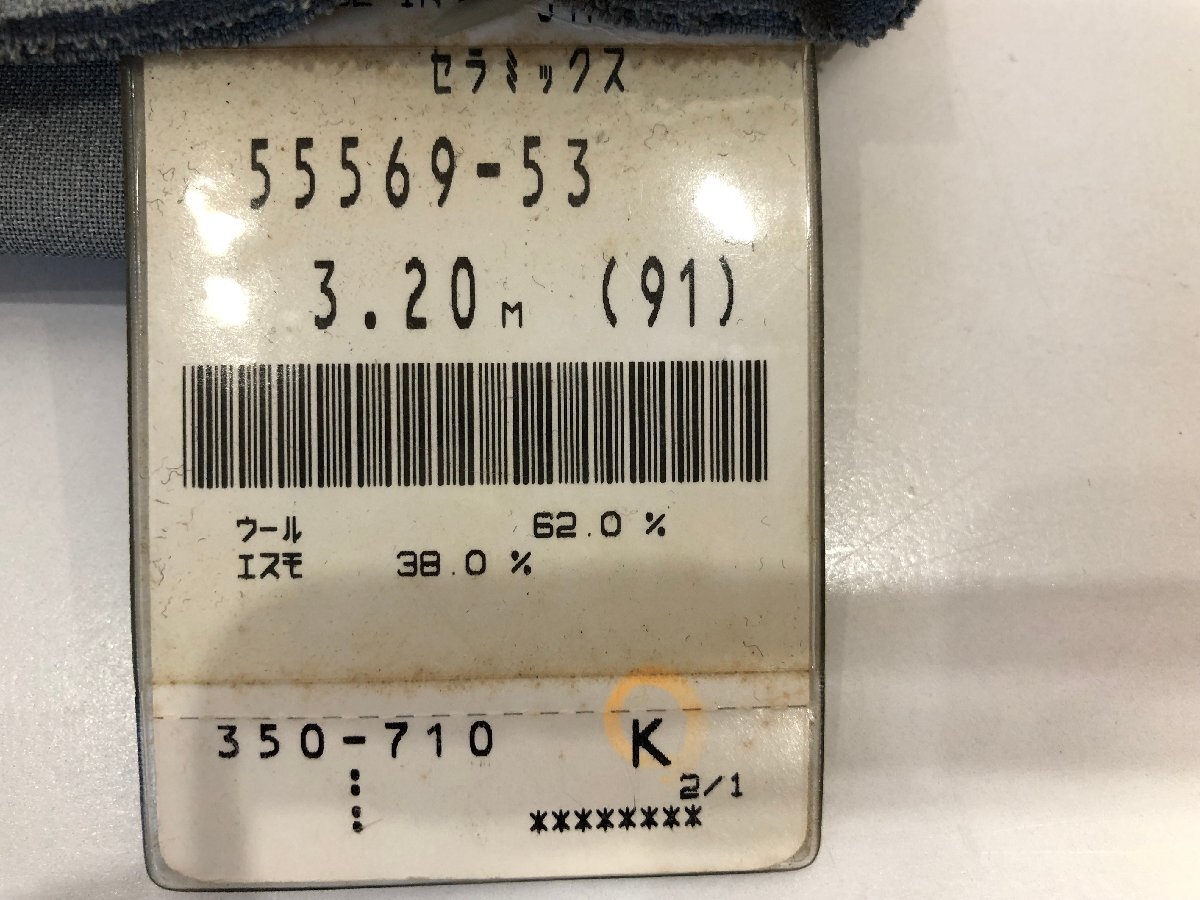 セラミックス
55569-53
3.20M (91)
ウール 62.0 %
エスモ 38.0 %
350-710 K
2/1
********